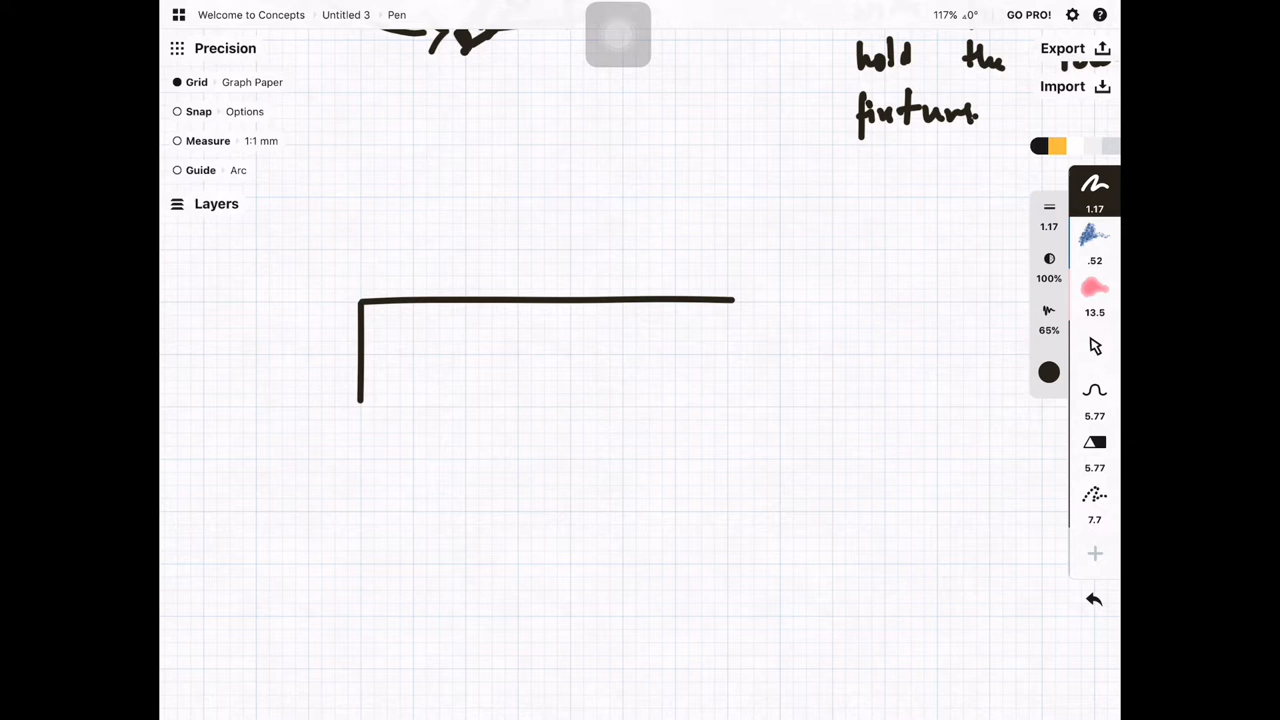 Welcome to Concepts Untitled 3 Pen 117% 0° GO PRO!
Precision
Grid Graph Paper
Snap Options
Measure 1:1 mm
Guide Arc
Layers
hold the
fixture.
Export
Import
1.17
100%
65%
1.17
.52
13.5
5.77
5.77
7.7